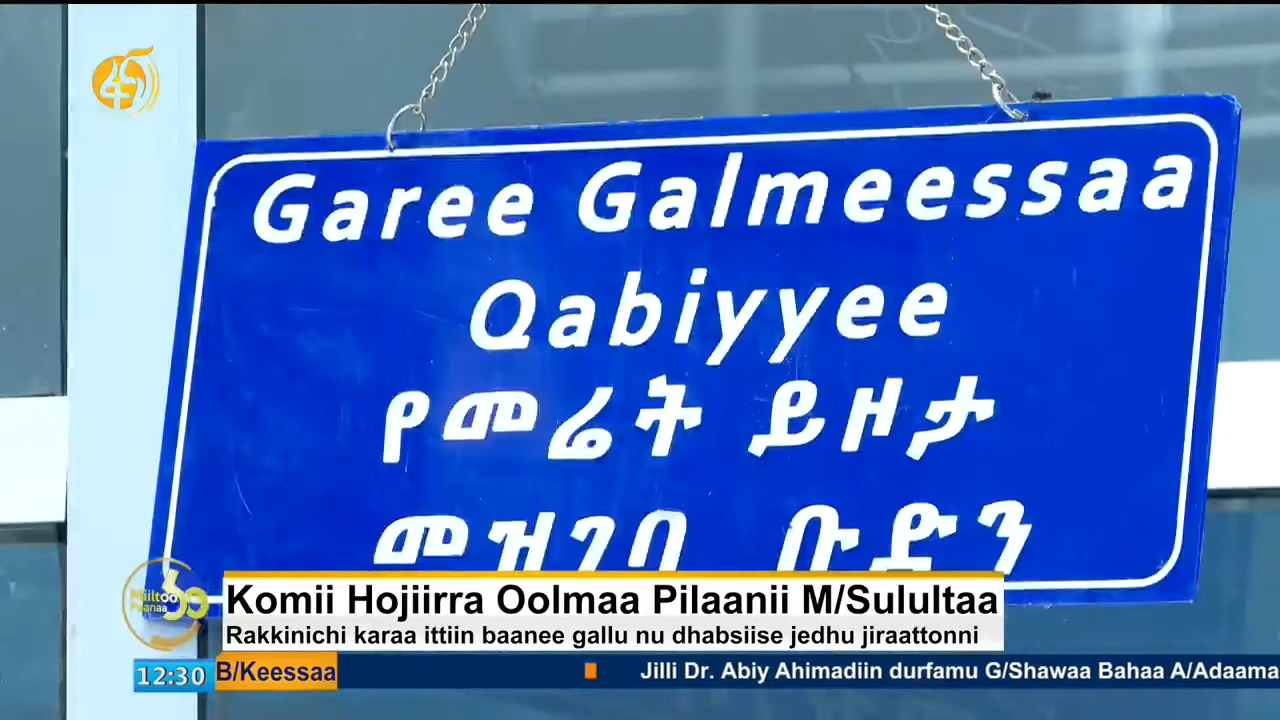 Garee Galmeessaa
Qabiyyee
የመሬት ይዞታ
መዝገባ ቡድን
Komii Hojiirra Oolmaa Pilaanii M/Sulultaa
Rakkinichi karaa ittiin baanee gallu nu dhabsiise jedhu jiraattonni
12:30 B/Keessaa Jilli Dr. Abiy Ahimadiin durfamu G/Shawaa Bahaa A/Adaama